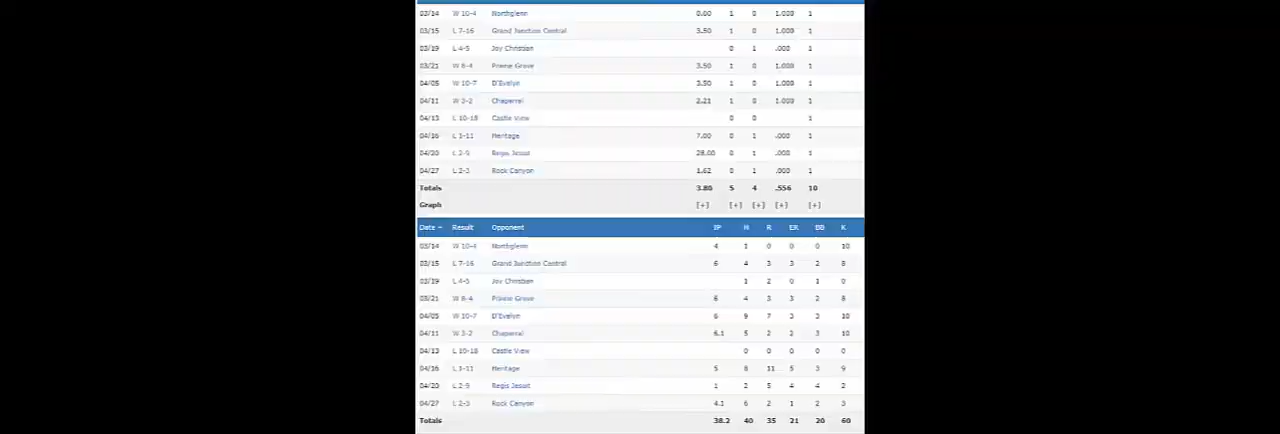 03/14 W 10-4 Northglenn 0.00 1 0 1.000 1
03/15 L 7-16 Grand Junction Central 3.50 1 0 1.000 1
03/19 L 4-5 Joy Christian 0 1 .000 1
03/21 W 8-4 Prairie Grove 3.50 1 0 1.000 1
04/05 W 10-7 D'Evelyn 3.50 1 0 1.000 1
04/11 W 3-2 Chaparral 2.21 1 0 1.000 1
04/13 L 10-18 Castle View 0 0 1
04/16 L 1-11 Heritage 7.00 0 1 .000 1
04/20 L 2-9 Regis Jesuit 28.00 0 1 .000 1
04/27 L 2-3 Rock Canyon 1.62 0 1 .000 1
Totals 3.80 5 4 .556 10
Graph [+] [+] [+] [+] [+]
Date Result Opponent IP H R ER BB K
03/14 W 10-4 Northglenn 4 1 0 0 0 10
03/15 L 7-16 Grand Junction Central 6 4 3 3 2 8
03/19 L 4-5 Joy Christian 1 2 0 1 0
03/21 W 8-4 Prairie Grove 6 4 3 3 2 8
04/05 W 10-7 D'Evelyn 6 9 7 3 3 10
04/11 W 3-2 Chaparral 6.1 5 2 2 3 10
04/13 L 10-18 Castle View 0 0 0 0 0
04/16 L 1-11 Heritage 5 8 11 5 3 9
04/20 L 2-9 Regis Jesuit 1 2 5 4 4 2
04/27 L 2-3 Rock Canyon 4.1 6 2 1 2 3
Totals 38.2 40 35 21 20 60